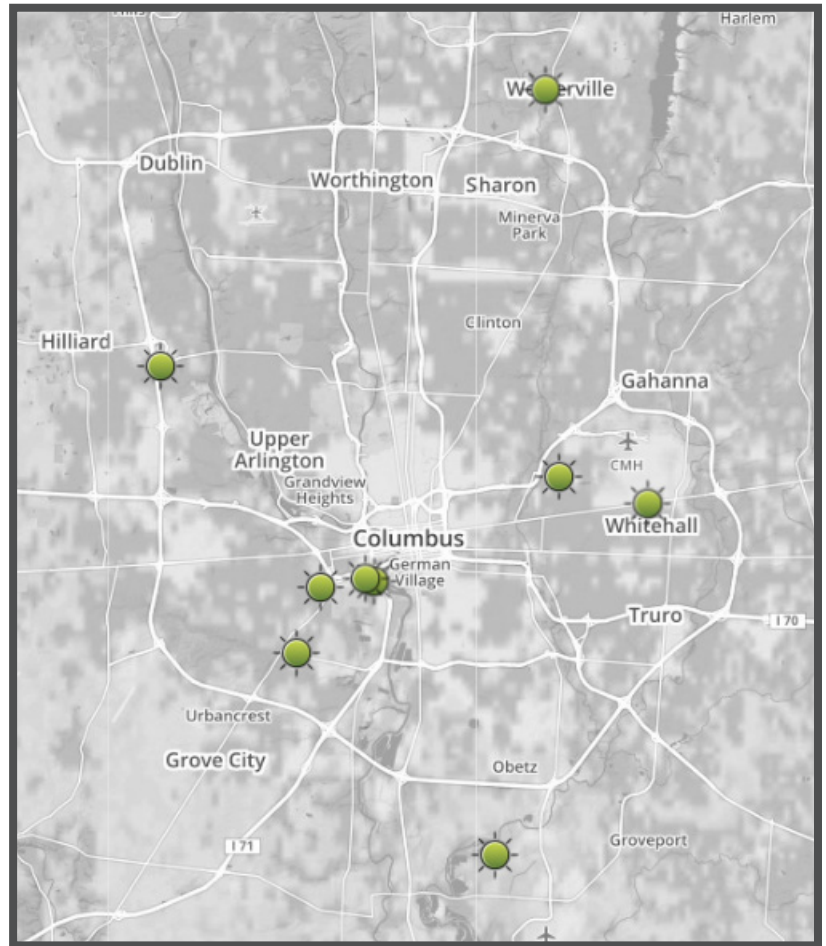 Harlem
Dublin
Worthington
Sharon
Minerva
Park
Clinton
Hilliard
Gahanna
Upper
Arlington
Grandview
Heights
CMH
Whitehall
Columbus
German
Village
Truro
I 70
Urbancrest
Grove City
Obetz
I 71
Groveport